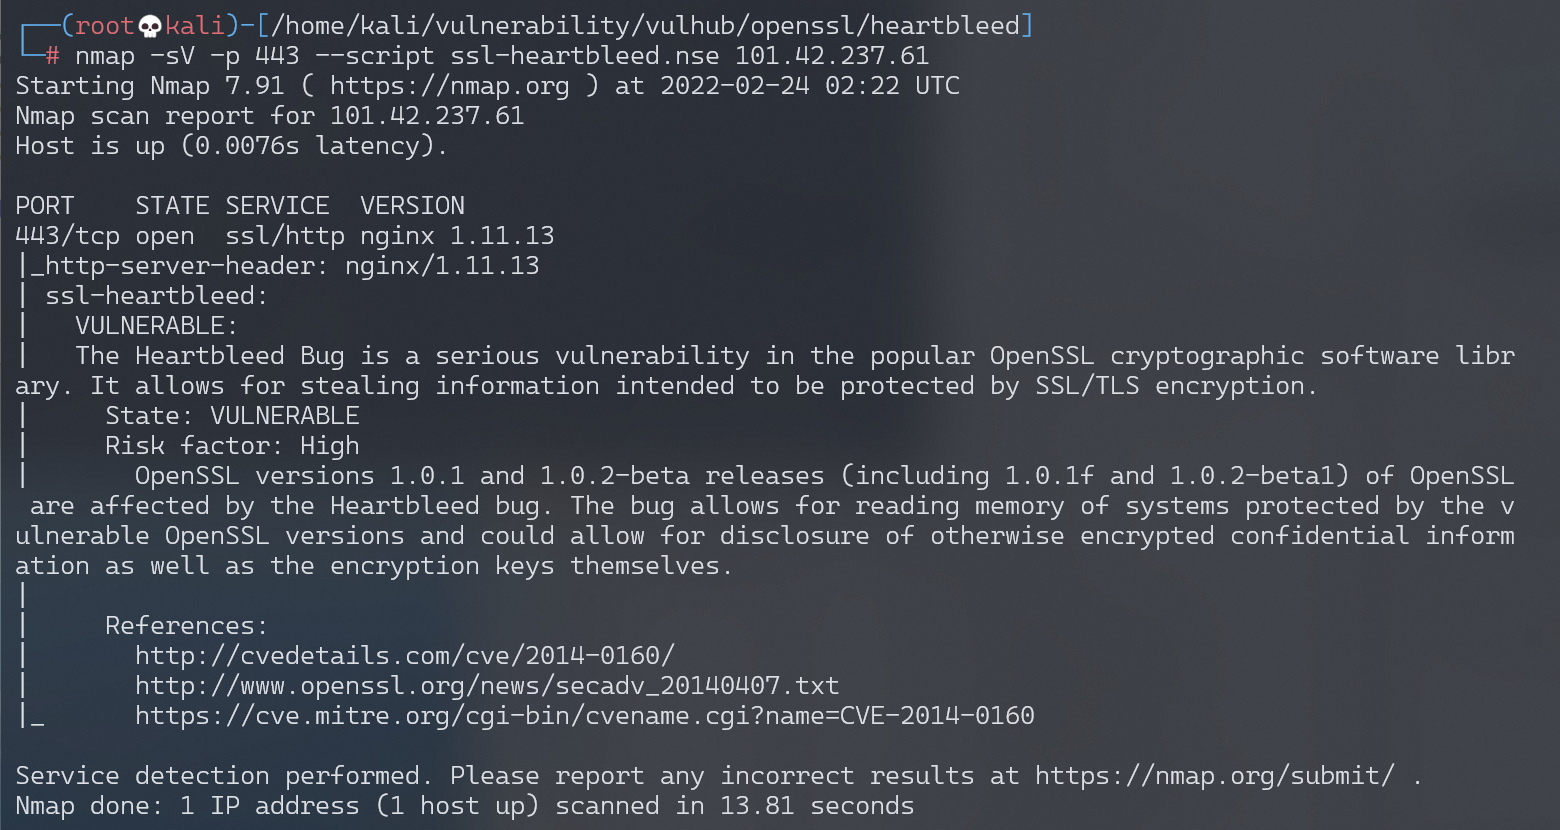 ┌──(root💀kali)-[/home/kali/vulnerability/vulhub/openssl/heartbleed]
└─# nmap -sV -p 443 --script ssl-heartbleed.nse 101.42.237.61
Starting Nmap 7.91 ( https://nmap.org ) at 2022-02-24 02:22 UTC
Nmap scan report for 101.42.237.61
Host is up (0.0076s latency).

PORT    STATE SERVICE  VERSION
443/tcp open  ssl/http nginx 1.11.13
|_http-server-header: nginx/1.11.13
| ssl-heartbleed:
|   VULNERABLE:
|   The Heartbleed Bug is a serious vulnerability in the popular OpenSSL cryptographic software libr
ary. It allows for stealing information intended to be protected by SSL/TLS encryption.
|     State: VULNERABLE
|     Risk factor: High
|       OpenSSL versions 1.0.1 and 1.0.2-beta releases (including 1.0.1f and 1.0.2-beta1) of OpenSSL
 are affected by the Heartbleed bug. The bug allows for reading memory of systems protected by the v
ulnerable OpenSSL versions and could allow for disclosure of otherwise encrypted confidential inform
ation as well as the encryption keys themselves.
|
|     References:
|       http://cvedetails.com/cve/2014-0160/
|       http://www.openssl.org/news/secadv_20140407.txt
|_      https://cve.mitre.org/cgi-bin/cvename.cgi?name=CVE-2014-0160

Service detection performed. Please report any incorrect results at https://nmap.org/submit/ .
Nmap done: 1 IP address (1 host up) scanned in 13.81 seconds